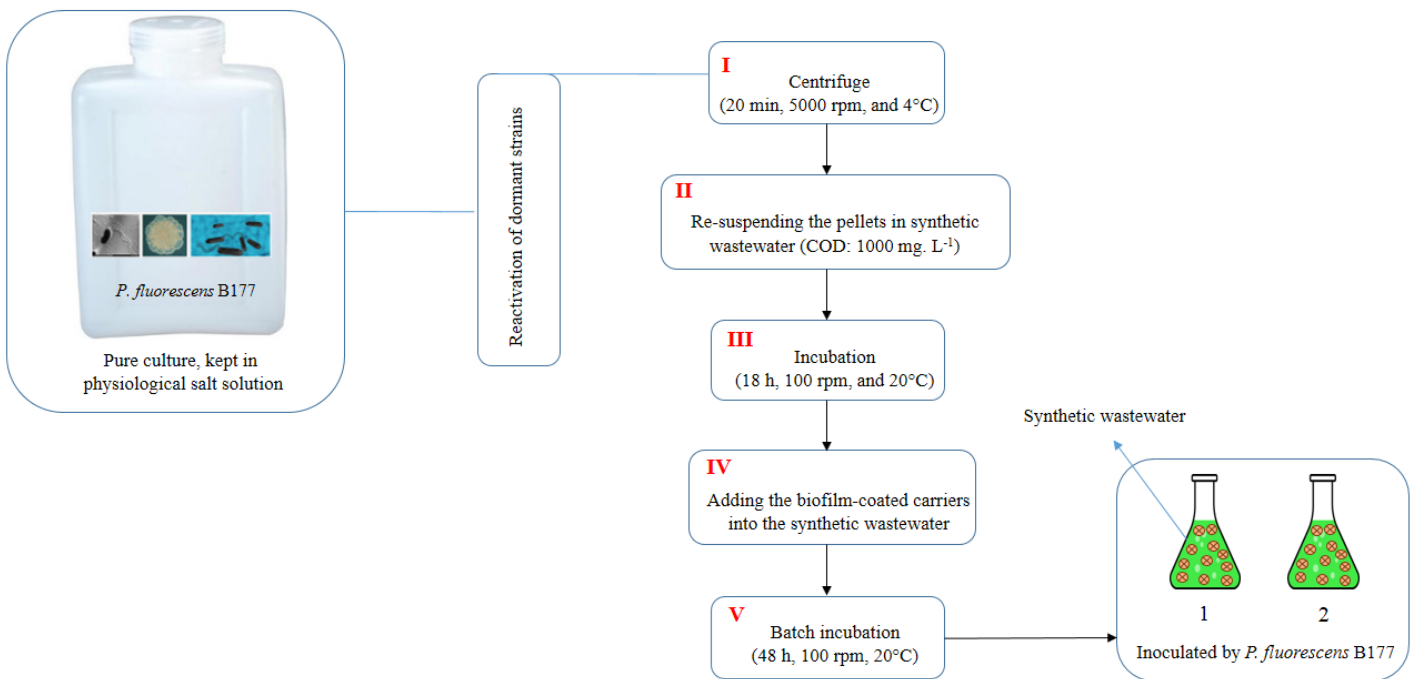 P. fluorescens B177
Pure culture, kept in
physiological salt solution
Reactivation of dormant strains
I
Centrifuge
(20 min, 5000 rpm, and 4°C)
II
Re-suspending the pellets in synthetic
wastewater (COD: 1000 mg. L⁻¹)
III
Incubation
(18 h, 100 rpm, and 20°C)
IV
Adding the biofilm-coated carriers
into the synthetic wastewater
V
Batch incubation
(48 h, 100 rpm, 20°C)
Synthetic wastewater
1 2
Inoculated by P. fluorescens B177